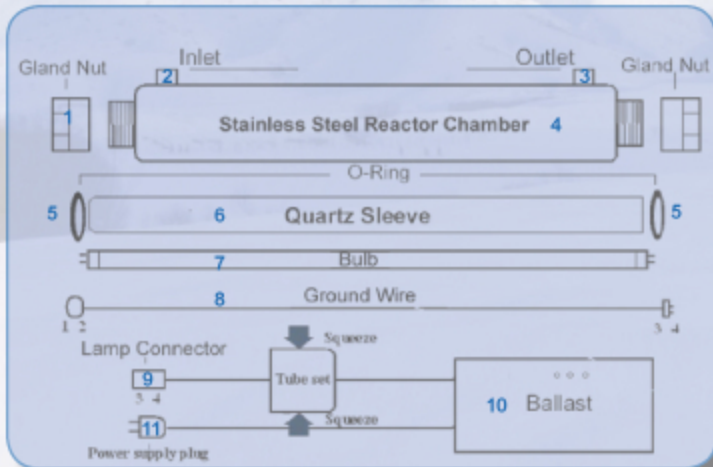 Inlet
Outlet
Gland Nut
Gland Nut
2
3
1
Stainless Steel Reactor Chamber 4
O-Ring
5
6
Quartz Sleeve
5
7
Bulb
8
Ground Wire
1 2
3 4
Squeeze
Lamp Connector
9
Tube set
3 4
10
Ballast
11
Squeeze
Power supply plug